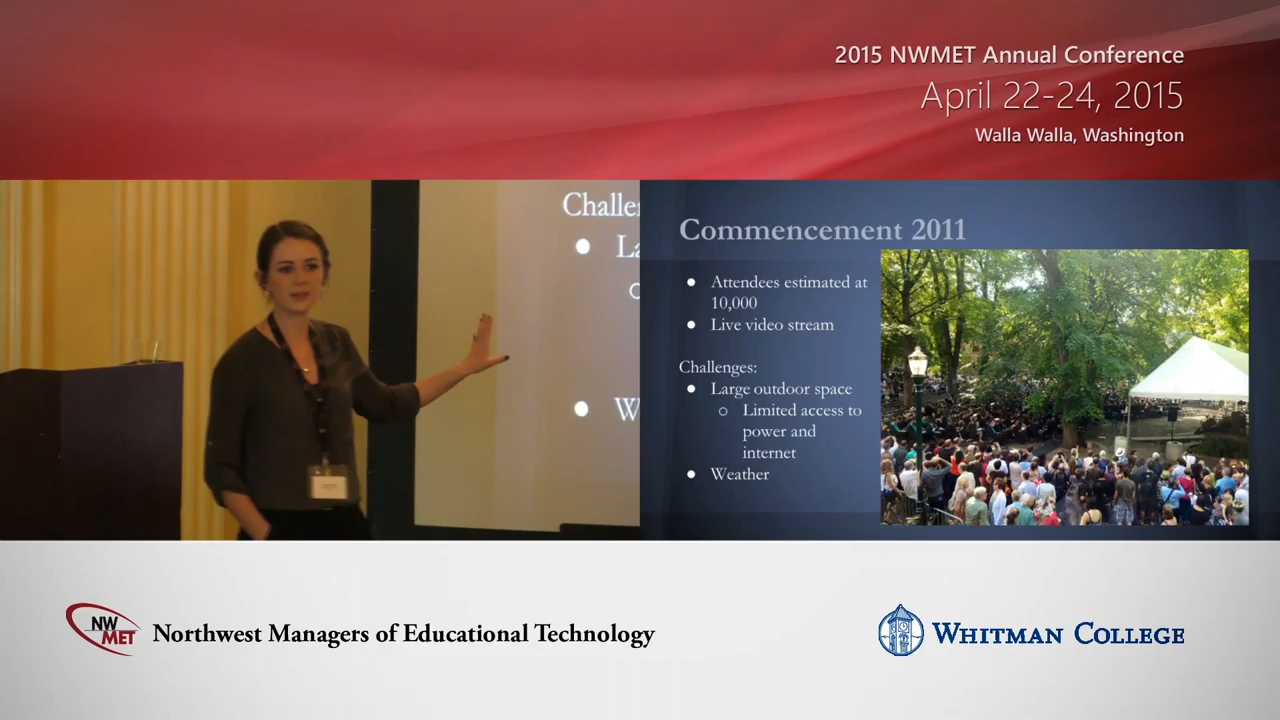 2015 NWMET Annual Conference
April 22-24, 2015
Walla Walla, Washington
Challe
● La
○
● W
Commencement 2011
● Attendees estimated at
10,000
● Live video stream
Challenges:
● Large outdoor space
○ Limited access to
power and
internet
● Weather
NW
MET
Northwest Managers of Educational Technology
WHITMAN COLLEGE